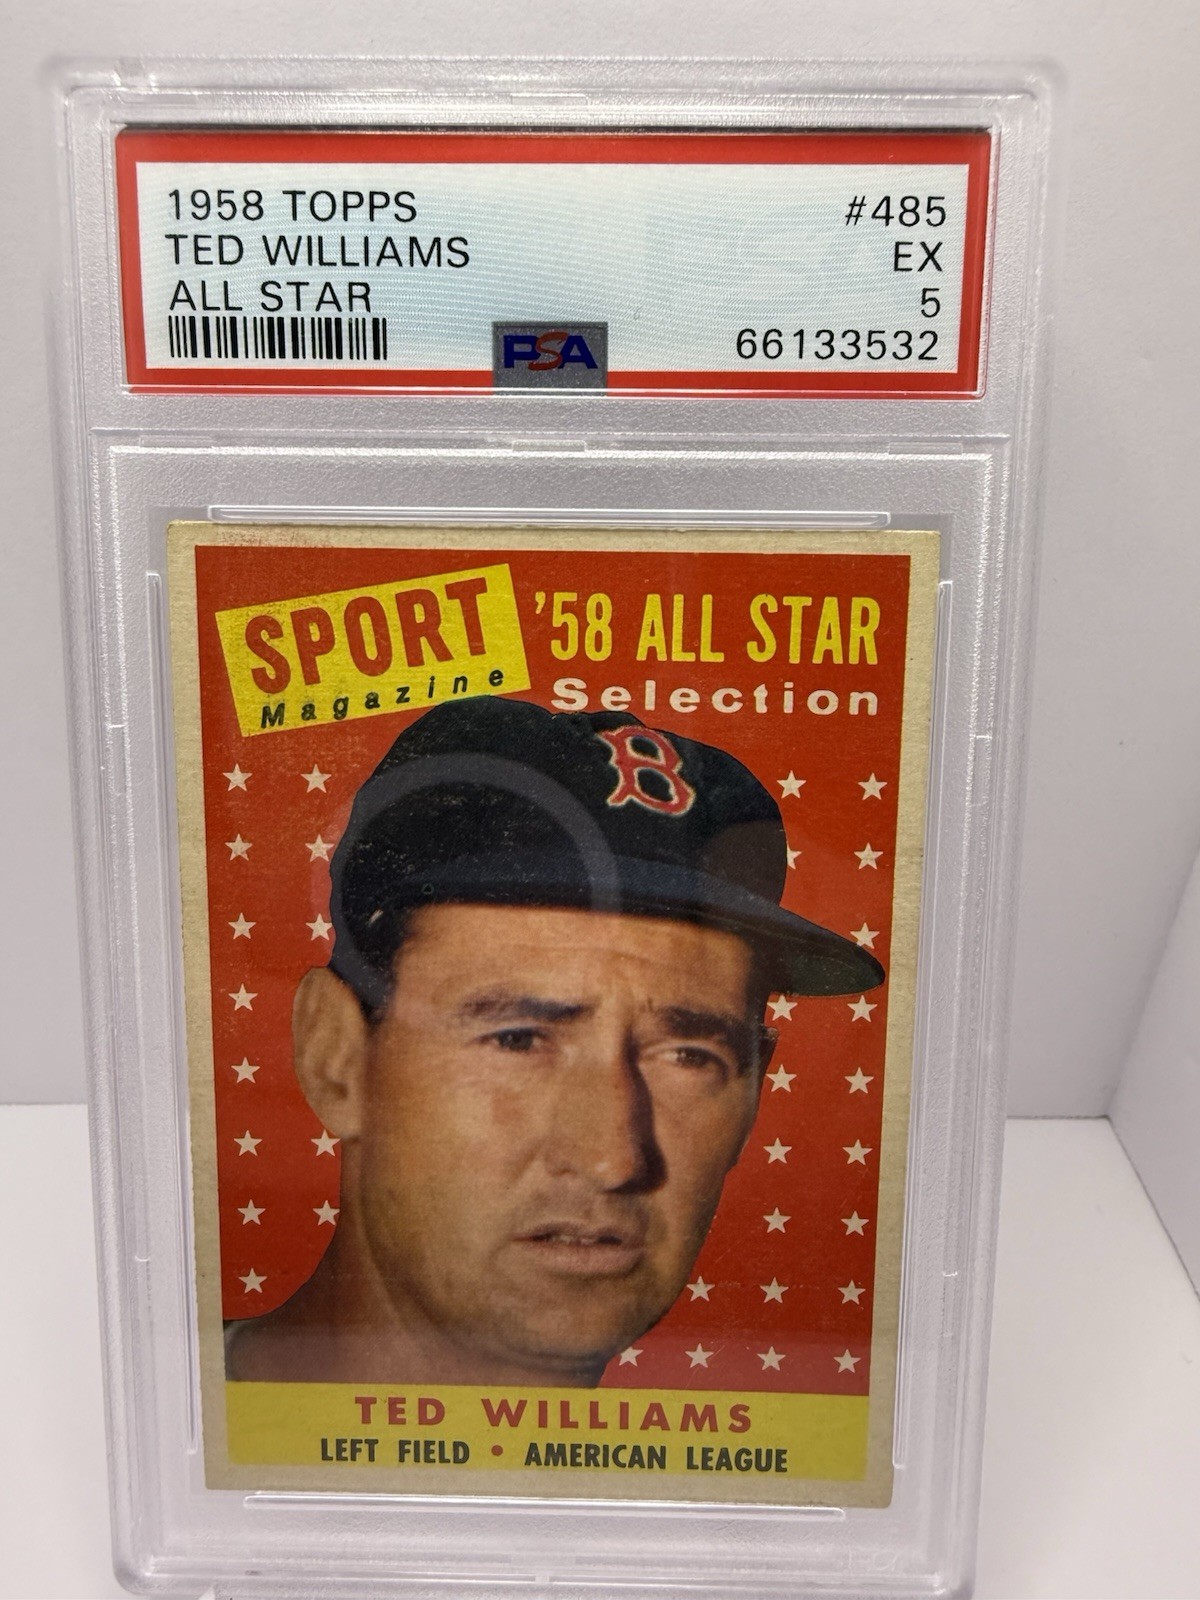 1958 TOPPS #485
TED WILLIAMS EX
ALL STAR 5
PSA 66133532
SPORT '58 ALL STAR
Magazine Selection
B
TED WILLIAMS
LEFT FIELD • AMERICAN LEAGUE